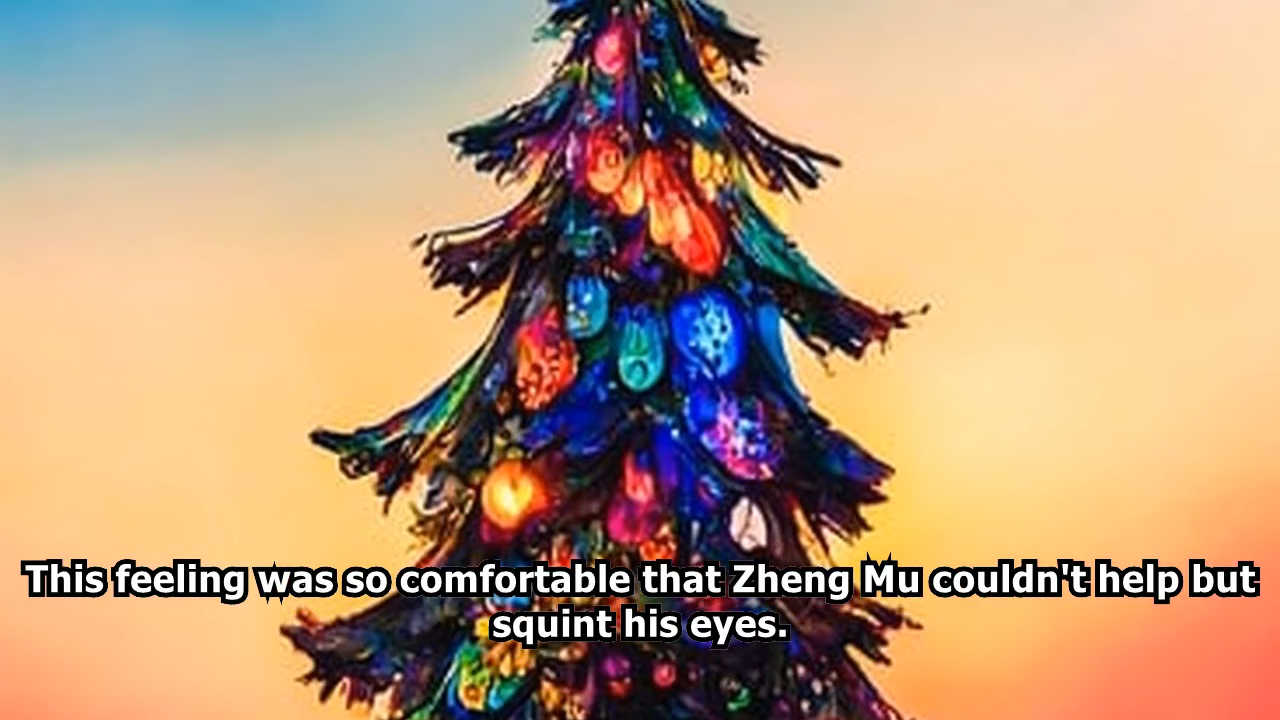 This feeling was so comfortable that Zheng Mu couldn't help but
squint his eyes.